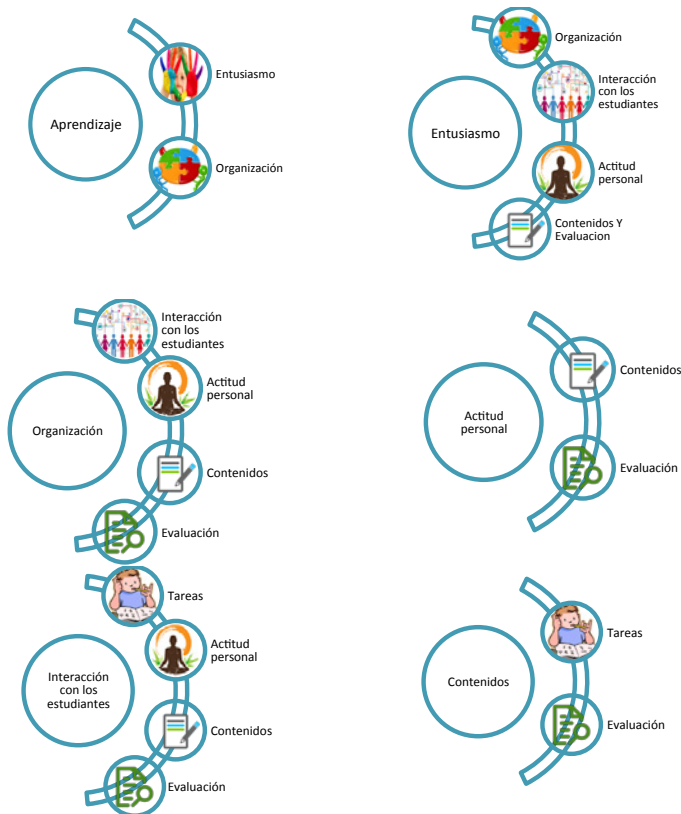 Aprendizaje
Entusiasmo
Organización
Entusiasmo
Organización
Interacción
con los
estudiantes
Actitud
personal
Contenidos Y
Evaluacion
Organización
Interacción
con los
estudiantes
Actitud
personal
Contenidos
Evaluación
Actitud
personal
Contenidos
Evaluación
Interacción
con los
estudiantes
Tareas
Actitud
personal
Contenidos
Evaluación
Contenidos
Tareas
Evaluación